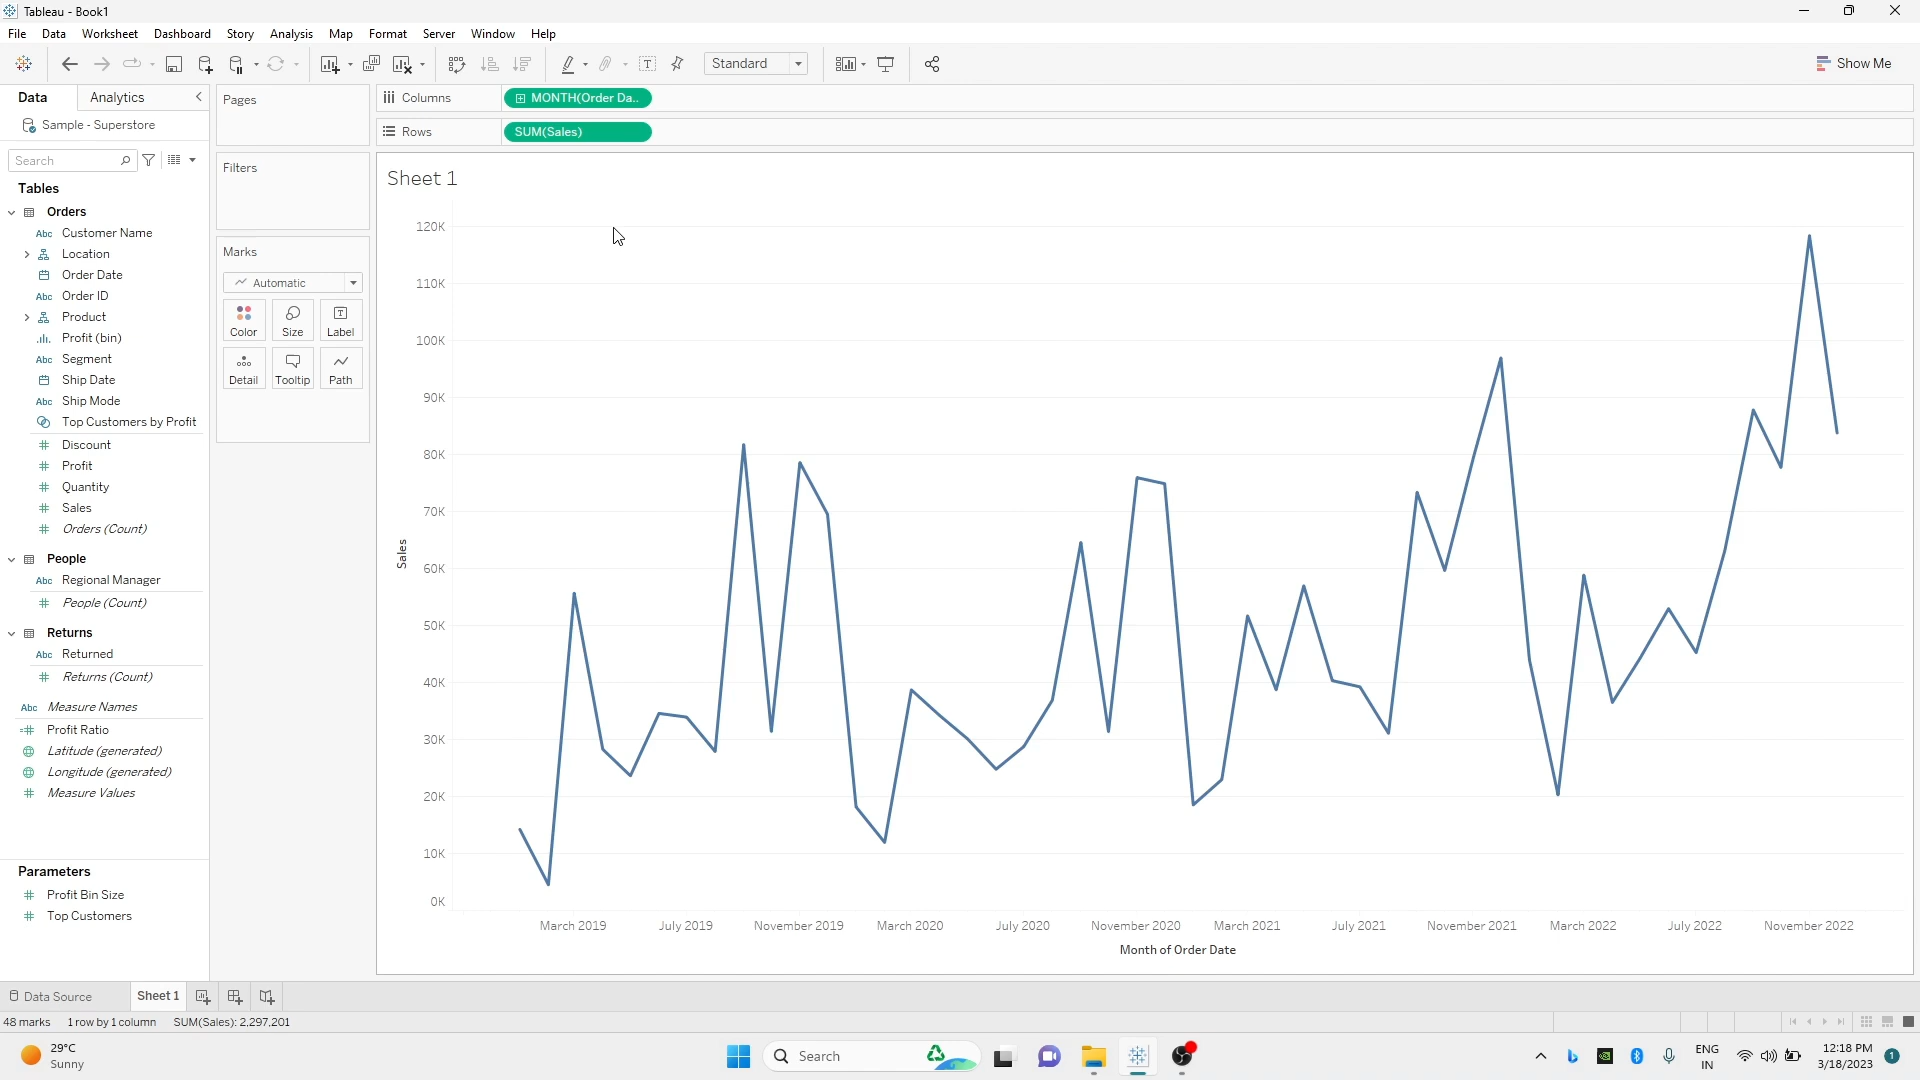 Tableau - Book1
File Data Worksheet Dashboard Story Analysis Map Format Server Window Help
Standard
Show Me
Data Analytics
Sample - Superstore
Search
Tables
Orders
Abc Customer Name
Location
Order Date
Abc Order ID
Product
Profit (bin)
Abc Segment
Ship Date
Abc Ship Mode
Top Customers by Profit
Discount
Profit
Quantity
Sales
Orders (Count)
People
Abc Regional Manager
People (Count)
Returns
Abc Returned
Returns (Count)
Abc Measure Names
Profit Ratio
Latitude (generated)
Longitude (generated)
Measure Values
Parameters
Profit Bin Size
Top Customers
Pages
Filters
Marks
Automatic
Color Size Label
Detail Tooltip Path
Columns MONTH(Order Da..
Rows SUM(Sales)
Sheet 1
120K
110K
100K
90K
80K
70K
60K
50K
40K
30K
20K
10K
0K
Sales
March 2019 July 2019 November 2019 March 2020 July 2020 November 2020 March 2021 July 2021 November 2021 March 2022 July 2022 November 2022
Month of Order Date
Data Source Sheet 1
48 marks 1 row by 1 column SUM(Sales): 2,297,201
29°C
Sunny
Search
ENG
IN
12:18 PM
3/18/2023
1